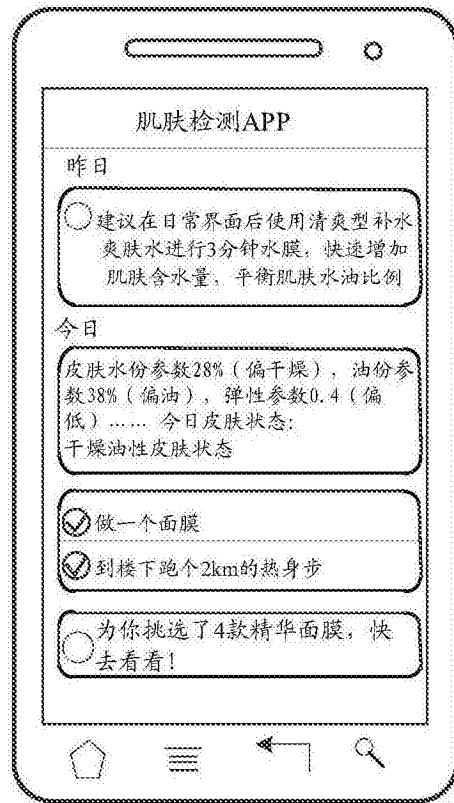 肌肤检测APP
昨日
建议在日常界面后使用清爽型补水
爽肤水进行3分钟水膜，快速增加
肌肤含水量，平衡肌肤水油比例
今日
皮肤水份参数28%（偏干燥），油份参
数38%（偏油），弹性参数0.4（偏
低）…… 今日皮肤状态：
干燥油性皮肤状态
做一个面膜
到楼下跑个2km的热身步
为你挑选了4款精华面膜，快
去看看！